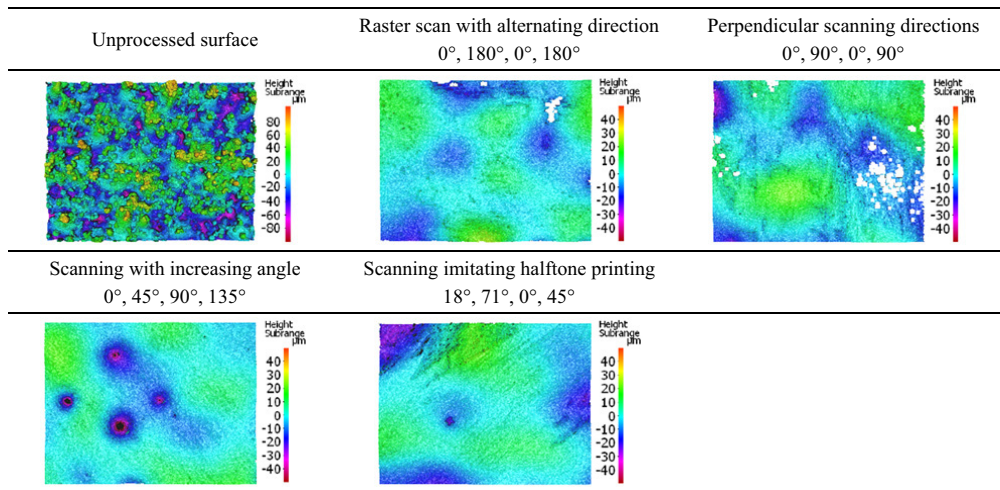 Unprocessed surface
Raster scan with alternating direction
0°, 180°, 0°, 180°
Perpendicular scanning directions
0°, 90°, 0°, 90°
Height
Subrange
µm
80
60
40
20
0
-20
-40
-60
-80
Height
Subrange
µm
40
30
20
10
0
-10
-20
-30
-40
Height
Subrange
µm
40
30
20
10
0
-10
-20
-30
-40
Scanning with increasing angle
0°, 45°, 90°, 135°
Scanning imitating halftone printing
18°, 71°, 0°, 45°
Height
Subrange
µm
40
30
20
10
0
-10
-20
-30
-40
Height
Subrange
µm
40
30
20
10
0
-10
-20
-30
-40